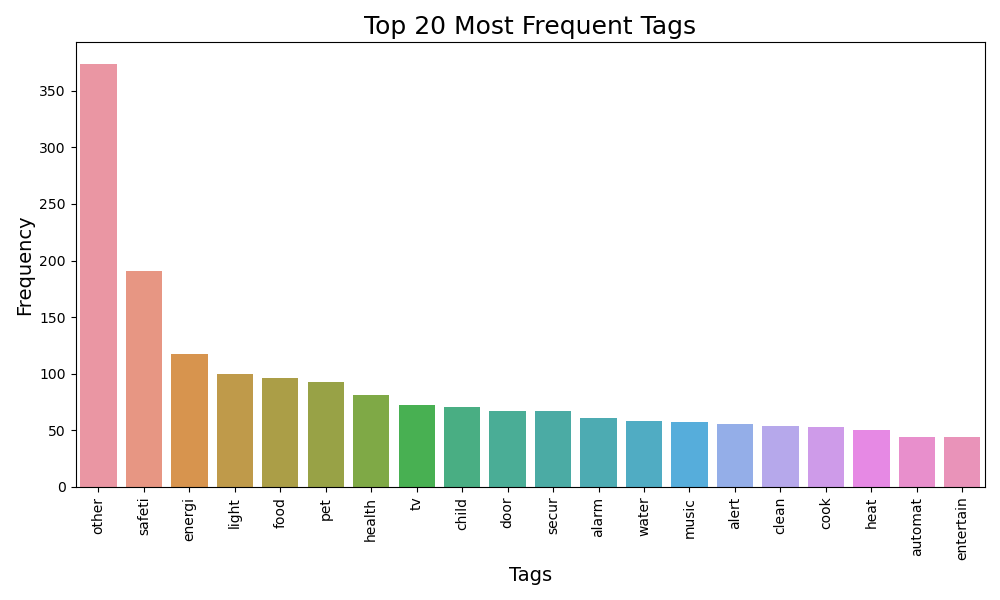 Top 20 Most Frequent Tags
Frequency
350
300
250
200
150
100
50
0
other
safeti
energi
light
food
pet
health
tv
child
door
secur
alarm
water
music
alert
clean
cook
heat
automat
entertain
Tags